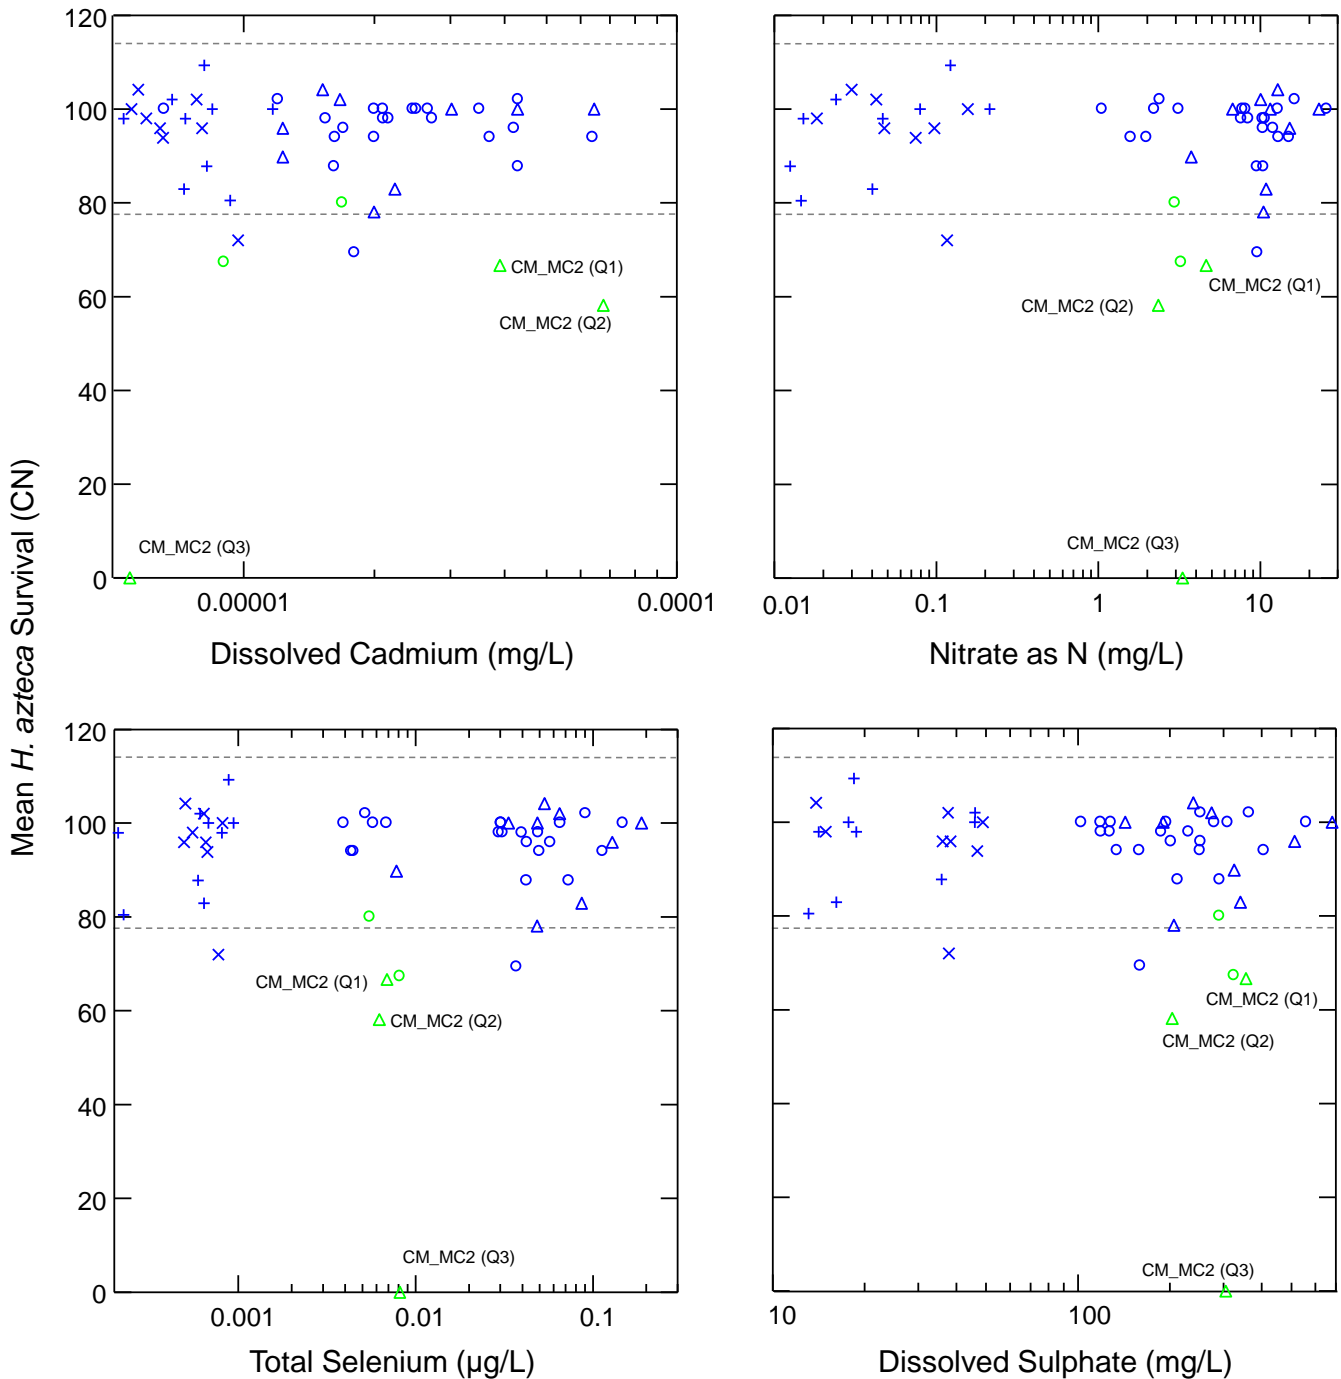 Mean H. azteca Survival (CN)
120
100
80
60
40
20
0
CM_MC2 (Q1)
CM_MC2 (Q2)
CM_MC2 (Q3)
0.00001
0.0001
Dissolved Cadmium (mg/L)
CM_MC2 (Q1)
CM_MC2 (Q2)
CM_MC2 (Q3)
0.01
0.1
1
10
Nitrate as N (mg/L)
120
100
80
60
40
20
0
CM_MC2 (Q1)
CM_MC2 (Q2)
CM_MC2 (Q3)
0.001
0.01
0.1
Total Selenium (µg/L)
CM_MC2 (Q1)
CM_MC2 (Q2)
CM_MC2 (Q3)
10
100
Dissolved Sulphate (mg/L)